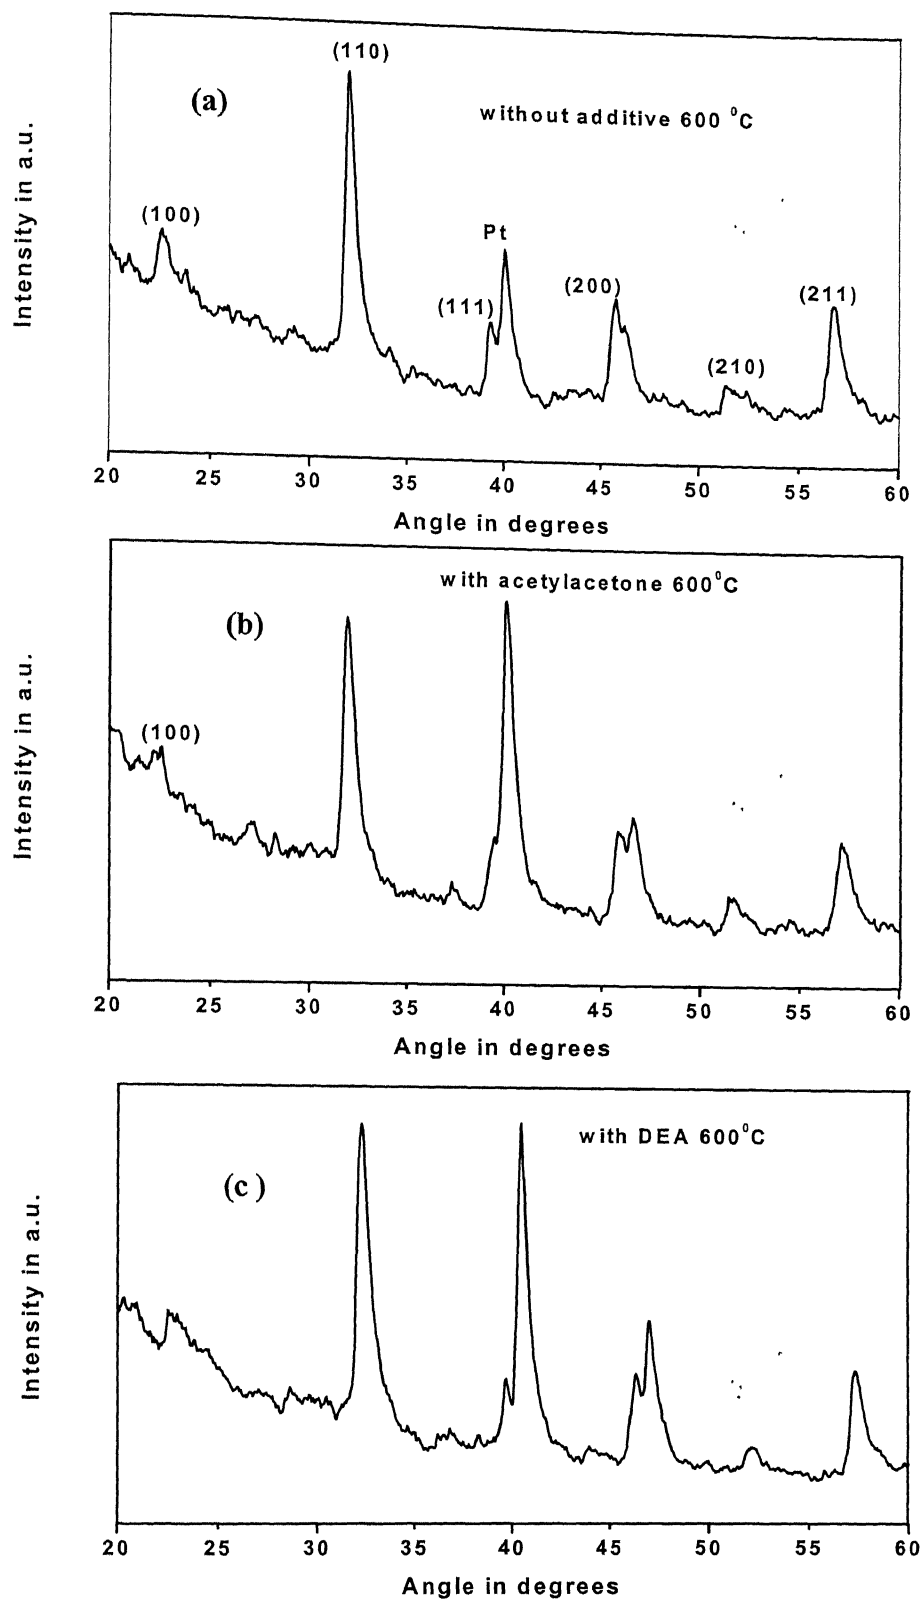 (110)
(a)
without additive 600 ⁰C
(100)
Pt
(111)
(200)
(211)
(210)
Intensity in a.u.
20 25 30 35 40 45 50 55 60
Angle in degrees
with acetylacetone 600⁰C
(b)
(100)
Intensity in a.u.
20 25 30 35 40 45 50 55 60
Angle in degrees
with DEA 600⁰C
(c )
Intensity in a.u.
20 25 30 35 40 45 50 55 60
Angle in degrees